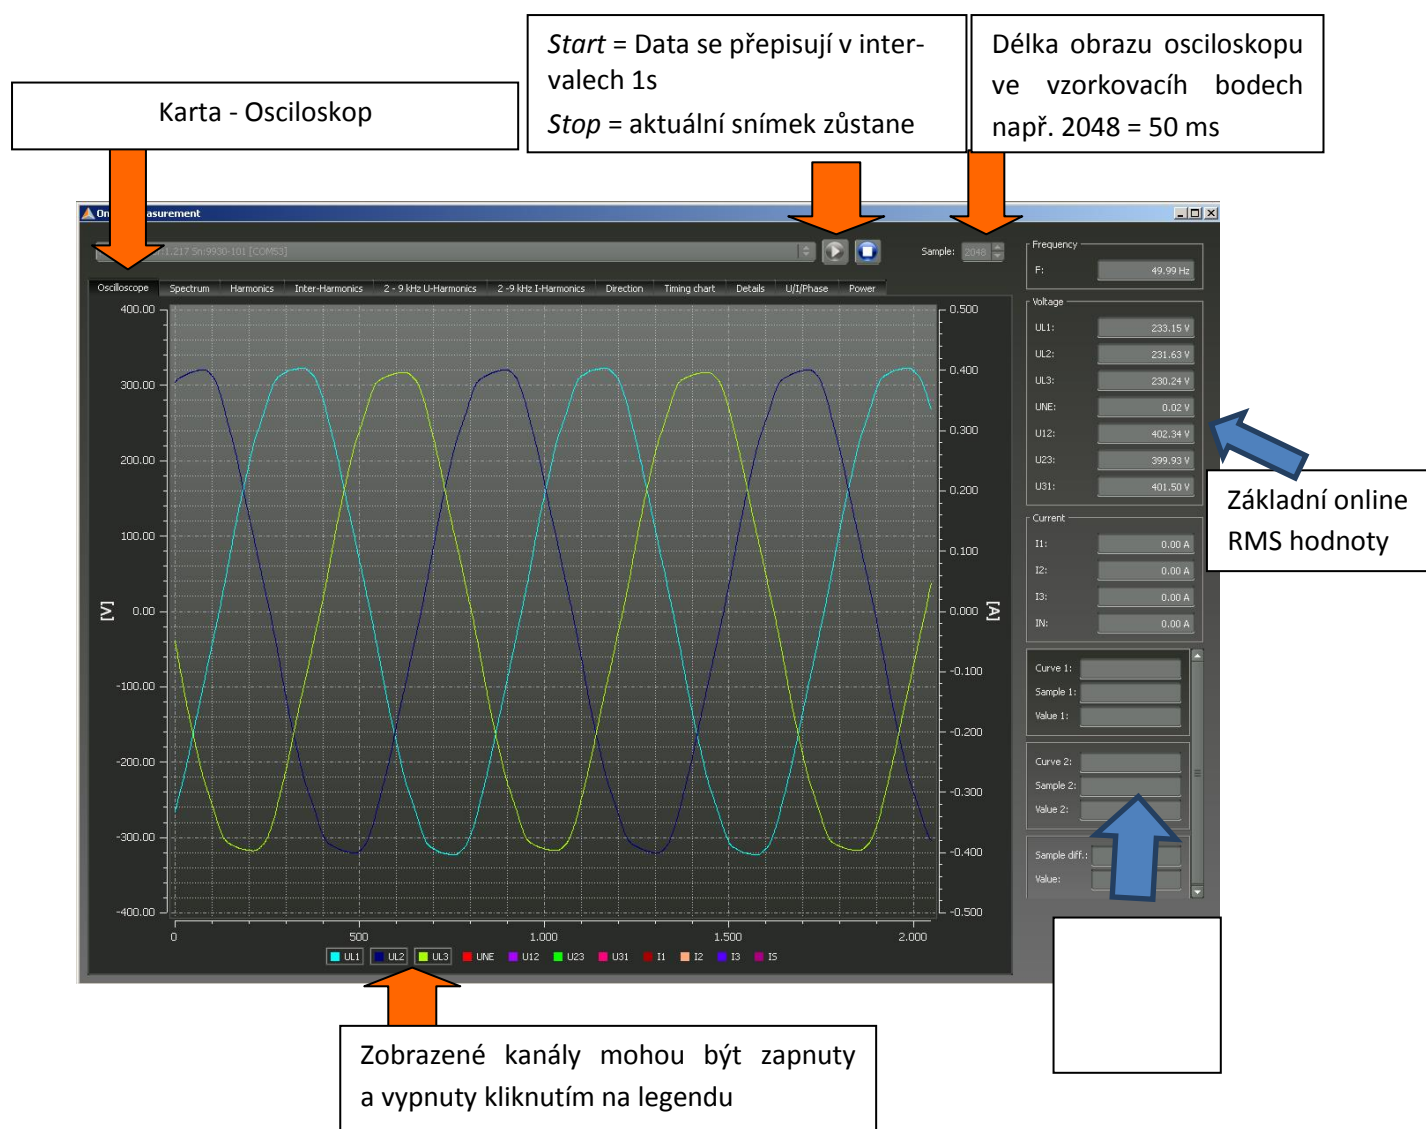 Start = Data se přepisují v inter-
valech 1s
Stop = aktuální snímek zůstane
Délka obrazu osciloskopu
ve vzorkovacíh bodech
např. 2048 = 50 ms
Karta - Osciloskop
1.217 Sn:9930-101 [COM53]
Sample: 2048
Oscilloscope Spectrum Harmonics Inter-Harmonics 2 - 9 kHz U-Harmonics 2 -9 kHz I-Harmonics Direction Timing chart Details U/I/Phase Power
400.00
300.00
200.00
100.00
0.00
-100.00
-200.00
-300.00
-400.00
[V]
0.500
0.400
0.300
0.200
0.100
0.000
-0.100
-0.200
-0.300
-0.400
-0.500
[A]
0 500 1.000 1.500 2.000
UL1 UL2 UL3 UNE U12 U23 U31 I1 I2 I3 I5
Frequency
F: 49.99 Hz
Voltage
UL1: 233.15 V
UL2: 231.63 V
UL3: 230.24 V
UNE: 0.02 V
U12: 402.34 V
U23: 399.93 V
U31: 401.50 V
Current
I1: 0.00 A
I2: 0.00 A
I3: 0.00 A
IN: 0.00 A
Curve 1:
Sample 1:
Value 1:
Curve 2:
Sample 2:
Value 2:
Sample diff.:
Value:
Základní online
RMS hodnoty
Zobrazené kanály mohou být zapnuty
a vypnuty kliknutím na legendu